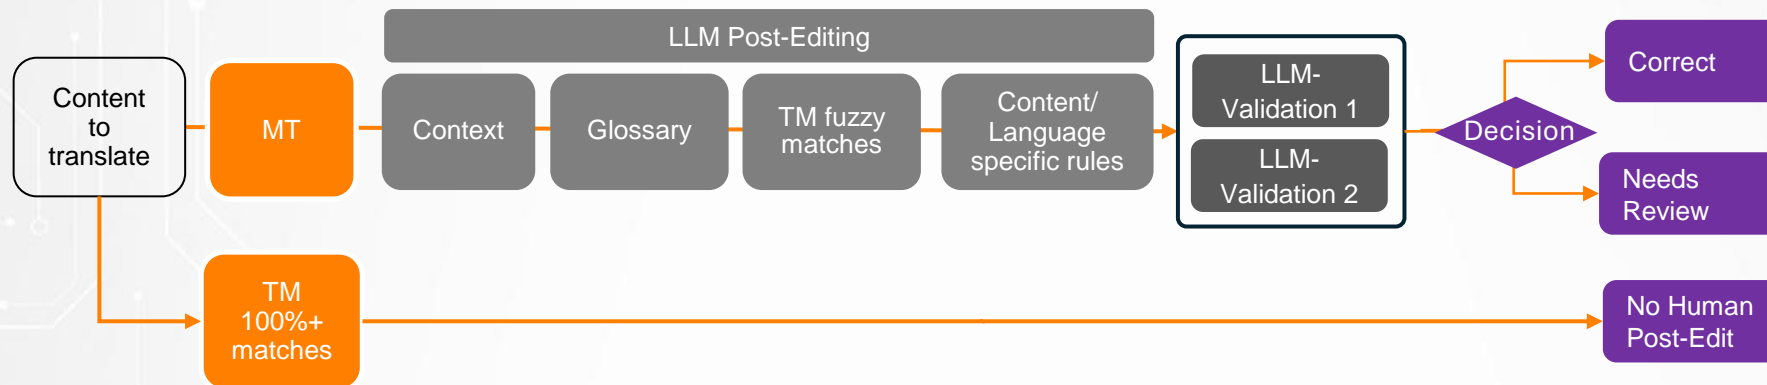 LLM Post-Editing
Content
to
translate
MT
Context
Glossary
TM fuzzy
matches
Content/
Language
specific rules
LLM-
Validation 1
LLM-
Validation 2
Decision
Correct
Needs
Review
TM
100%+
matches
No Human
Post-Edit